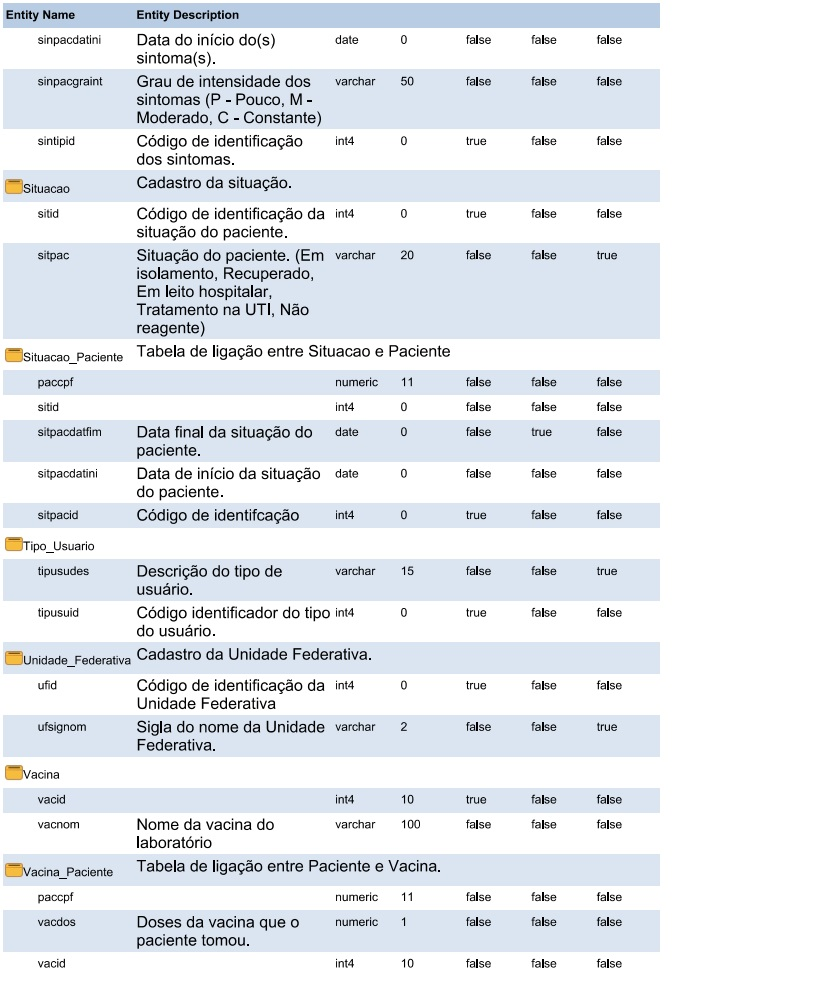 Entity Name Entity Description
sinpacdatini Data do início do(s) date 0 false false false
sintoma(s).
sinpacgraint Grau de intensidade dos varchar 50 false false false
sintomas (P - Pouco, M -
Moderado, C - Constante)
sintipid Código de identificação int4 0 true false false
dos sintomas.
Situacao Cadastro da situação.
sitid Código de identificação da int4 0 true false false
situação do paciente.
sitpac Situação do paciente. (Em varchar 20 false false true
isolamento, Recuperado,
Em leito hospitalar,
Tratamento na UTI, Não
reagente)
Situacao_Paciente Tabela de ligação entre Situacao e Paciente
paccpf numeric 11 false false false
sitid int4 0 false false false
sitpacdatfim Data final da situação do date 0 false true false
paciente.
sitpacdatini Data de início da situação date 0 false false false
do paciente.
sitpacid Código de identifcação int4 0 true false false
Tipo_Usuario
tipusudes Descrição do tipo de varchar 15 false false true
usuário.
tipusuid Código identificador do tipo int4 0 true false false
do usuário.
Unidade_Federativa Cadastro da Unidade Federativa.
ufid Código de identificação da int4 0 true false false
Unidade Federativa
ufsignom Sigla do nome da Unidade varchar 2 false false true
Federativa.
Vacina
vacid int4 10 true false false
vacnom Nome da vacina do varchar 100 false false false
laboratório
Vacina_Paciente Tabela de ligação entre Paciente e Vacina.
paccpf numeric 11 false false false
vacdos Doses da vacina que o numeric 1 false false false
paciente tomou.
vacid int4 10 false false false